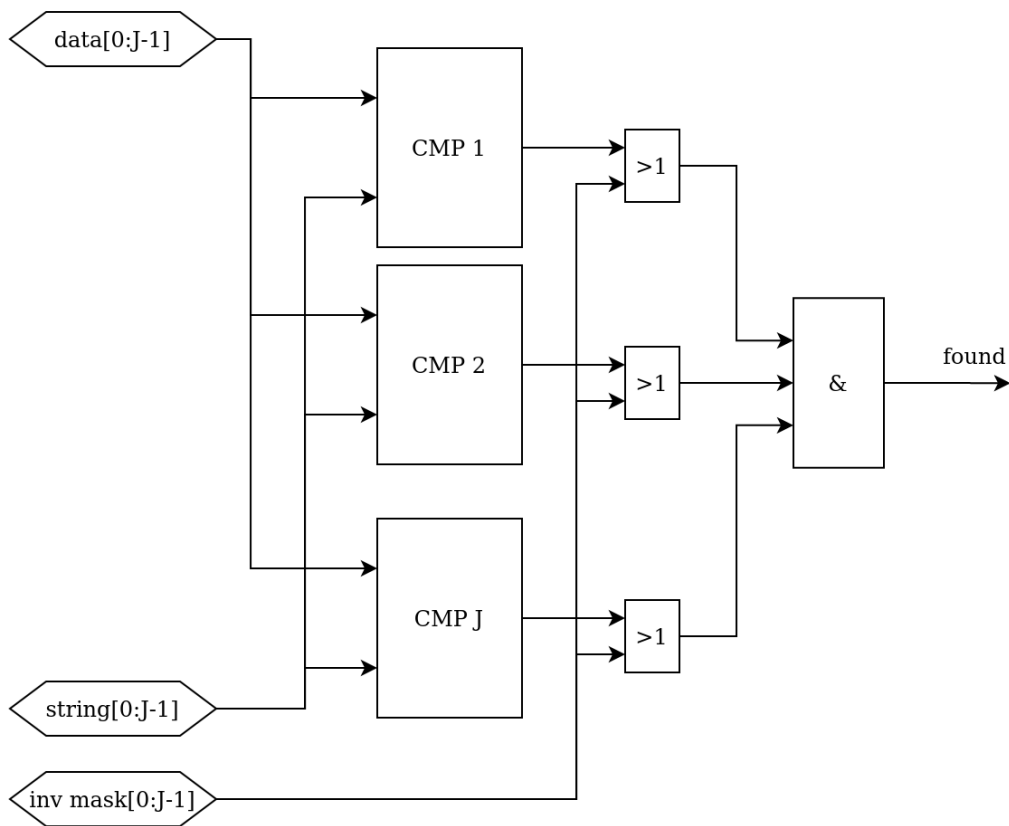 data[0:J-1]
CMP 1
>1
CMP 2
>1
found
&
CMP J
>1
string[0:J-1]
inv mask[0:J-1]